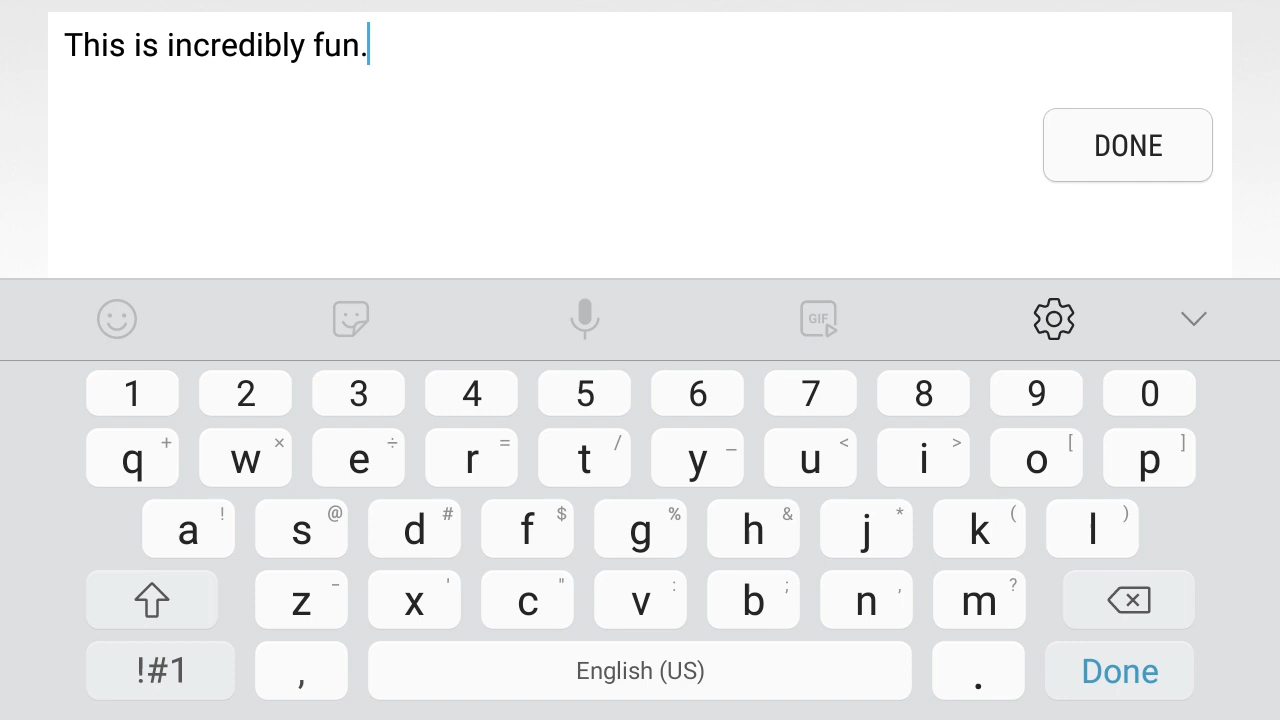 This is incredibly fun.
DONE
GIF
1 2 3 4 5 6 7 8 9 0
q + w × e ÷ r = t / y _ u < i > o [ p ]
a ! s @ d # f $ g % h & j * k ( l )
z - x ' c " v : b ; n , m ?
!#1 , English (US) . Done